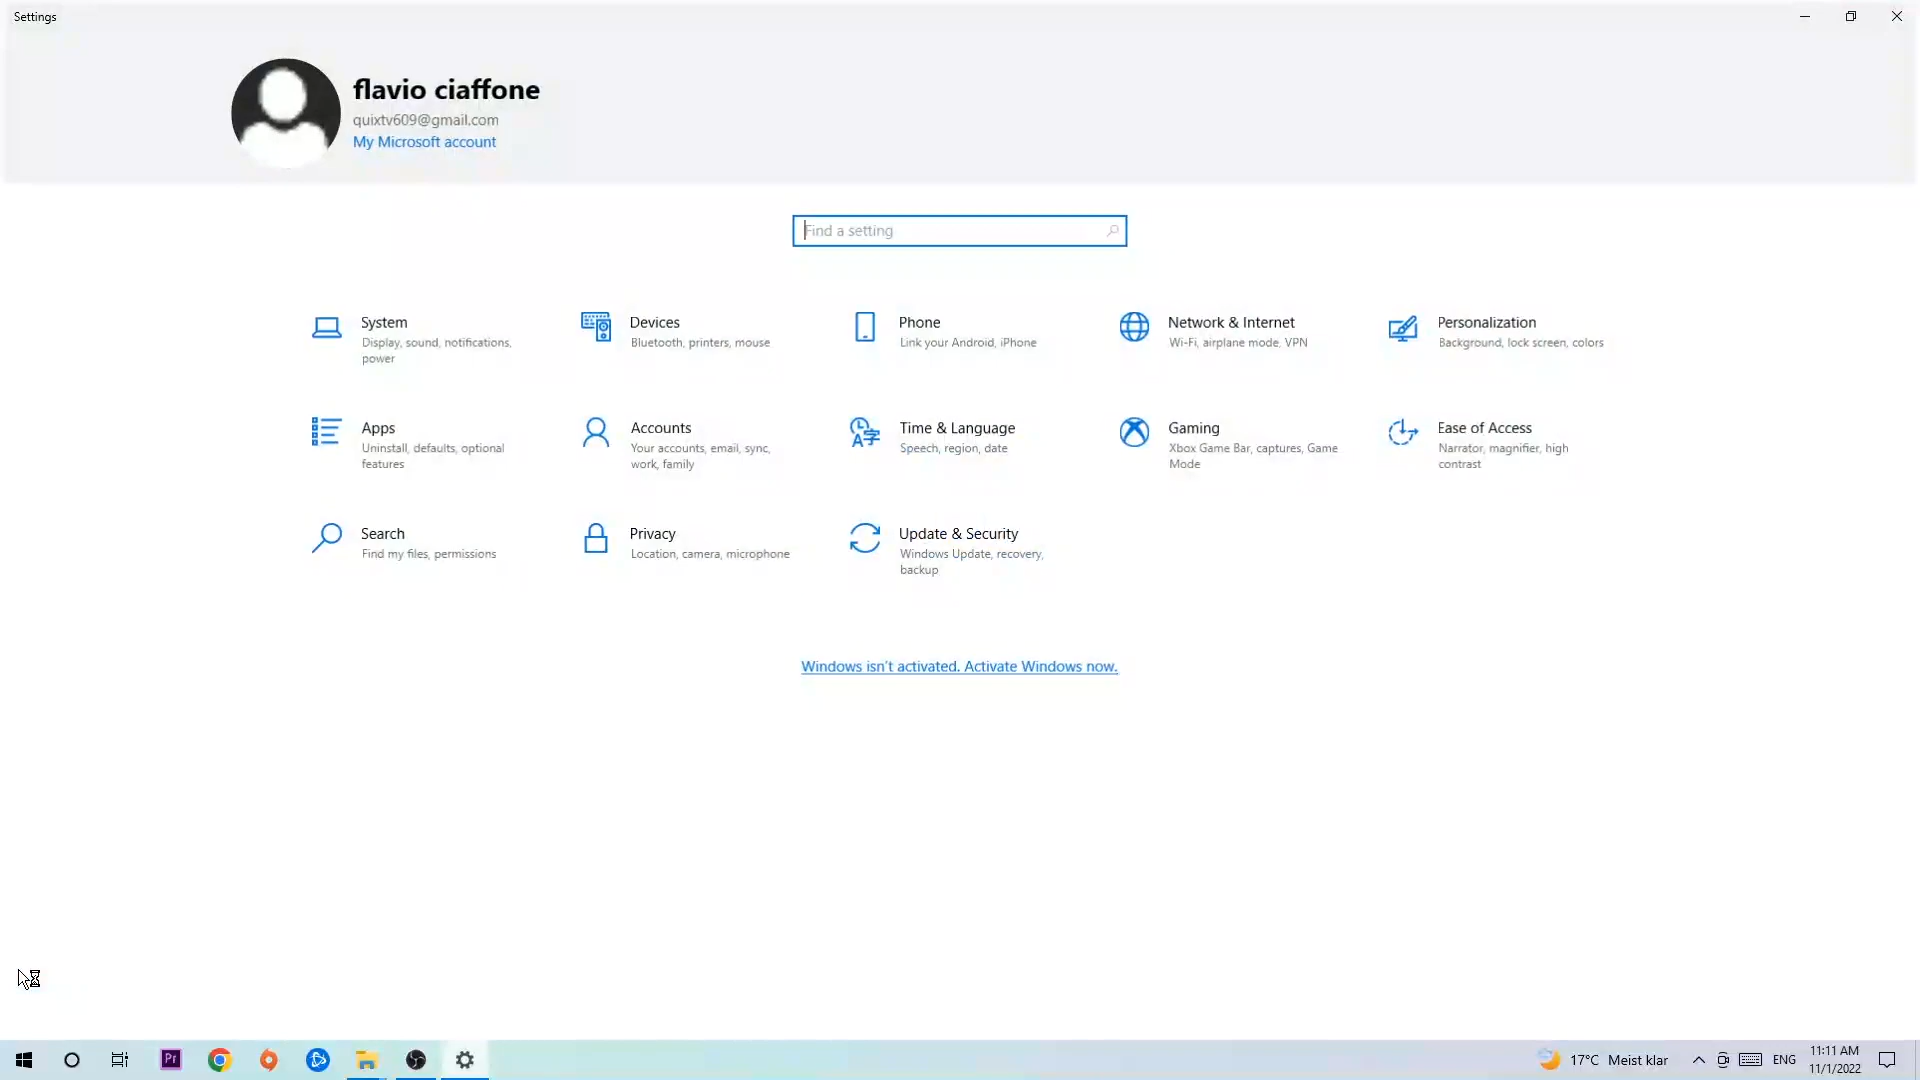 Settings
flavio ciaffone
quixtv609@gmail.com
My Microsoft account
Find a setting
System
Display, sound, notifications,
power
Devices
Bluetooth, printers, mouse
Phone
Link your Android, iPhone
Network & Internet
Wi-Fi, airplane mode, VPN
Personalization
Background, lock screen, colors
Apps
Uninstall, defaults, optional
features
Accounts
Your accounts, email, sync,
work, family
Time & Language
Speech, region, date
Gaming
Xbox Game Bar, captures, Game
Mode
Ease of Access
Narrator, magnifier, high
contrast
Search
Find my files, permissions
Privacy
Location, camera, microphone
Update & Security
Windows Update, recovery,
backup
Windows isn't activated. Activate Windows now.
Pr
17°C Meist klar
ENG
11:11 AM
11/1/2022